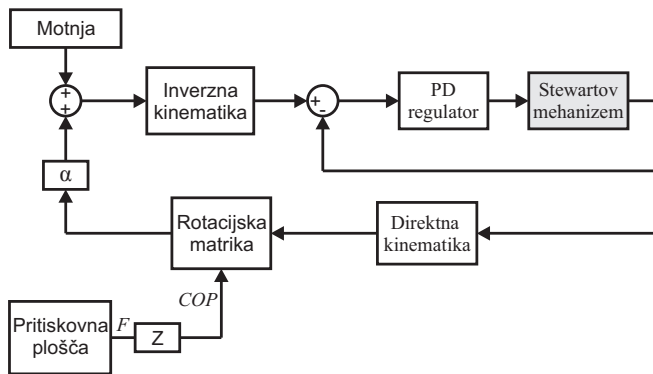 Motnja
+
+
Inverzna
kinematika
+
-
PD
regulator
Stewartov
mehanizem
α
Rotacijska
matrika
Direktna
kinematika
COP
Pritiskovna
plošča
F
Z